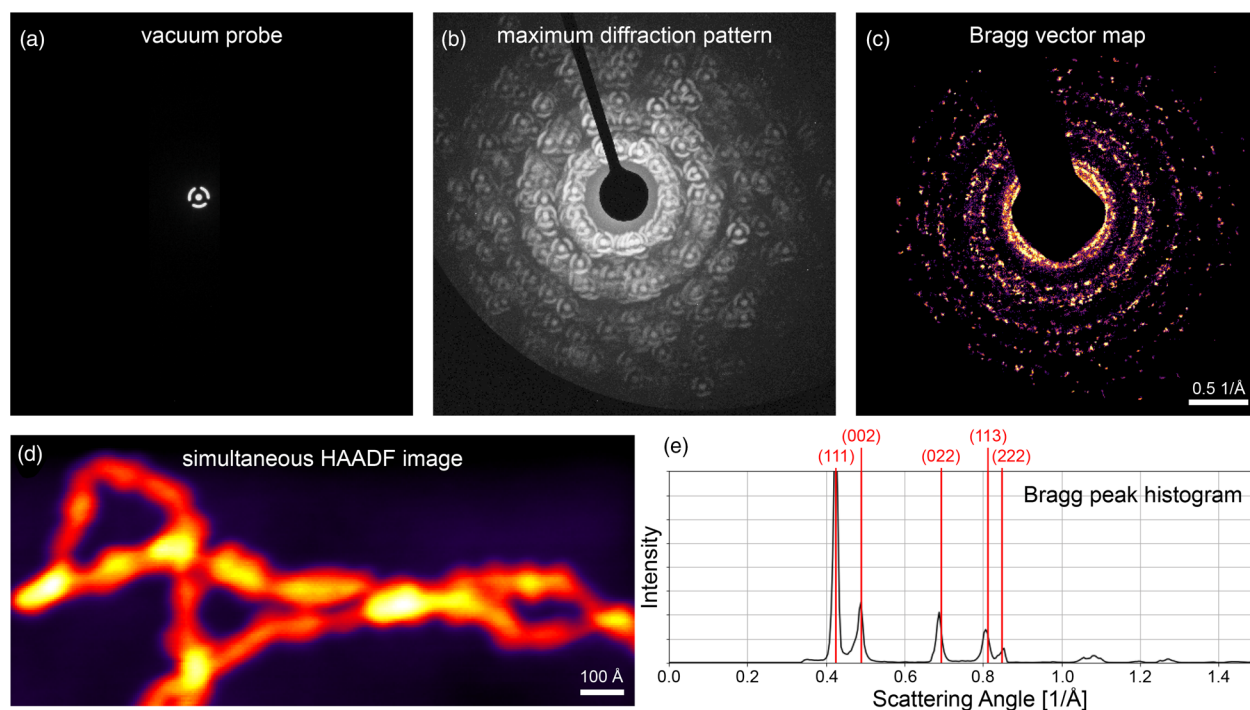 (a)
vacuum probe
(b)
maximum diffraction pattern
(c)
Bragg vector map
0.5 1/Å
(d)
simultaneous HAADF image
100 Å
(e)
(002)
(113)
(111)
(022)
(222)
Bragg peak histogram
Intensity
0.0 0.2 0.4 0.6 0.8 1.0 1.2 1.4
Scattering Angle [1/Å]